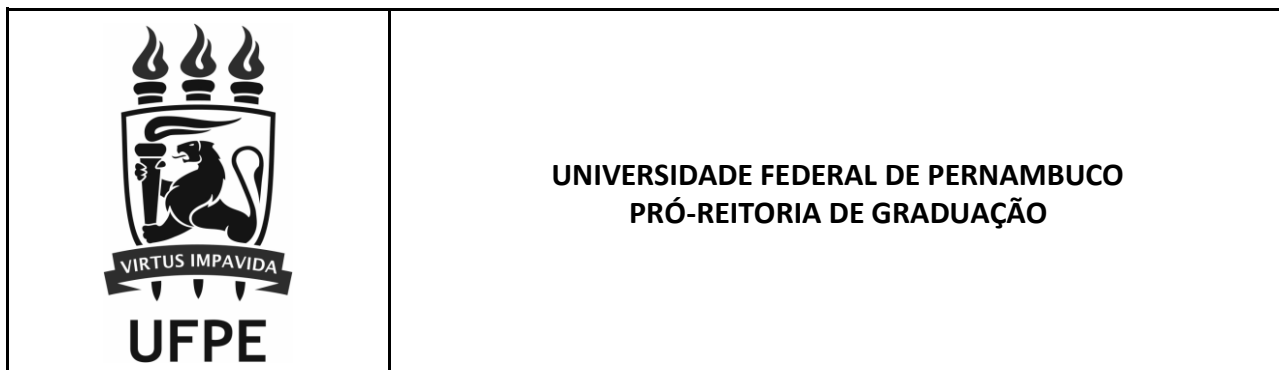 VIRTUS IMPAVIDA
UFPE
UNIVERSIDADE FEDERAL DE PERNAMBUCO
PRÓ-REITORIA DE GRADUAÇÃO